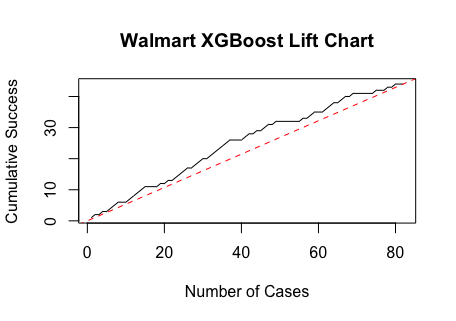 Walmart XGBoost Lift Chart
Cumulative Success
30
10
0
0 20 40 60 80
Number of Cases